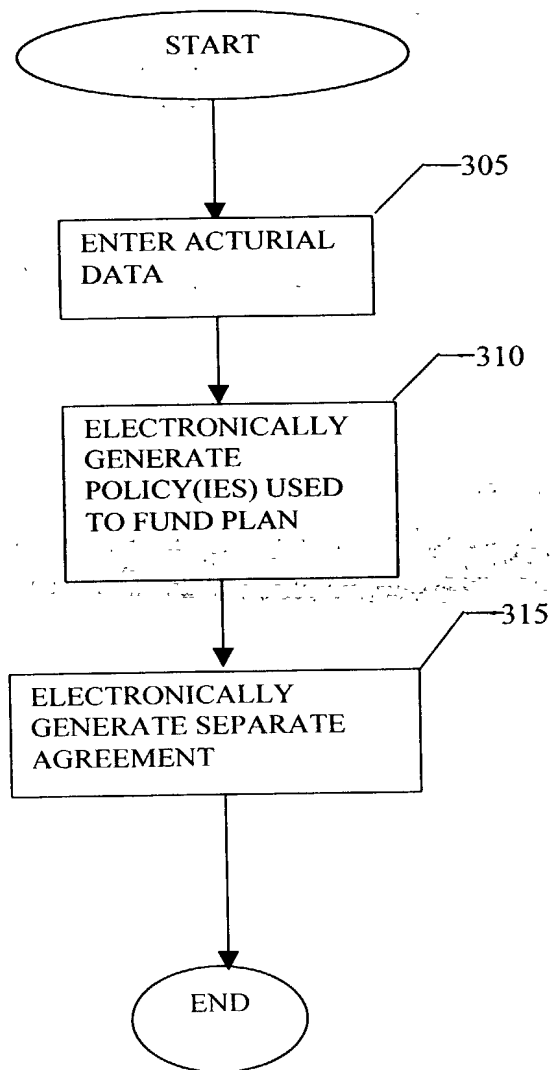 START
305
ENTER ACTURIAL
DATA
310
ELECTRONICALLY
GENERATE
POLICY(IES) USED
TO FUND PLAN
315
ELECTRONICALLY
GENERATE SEPARATE
AGREEMENT
END